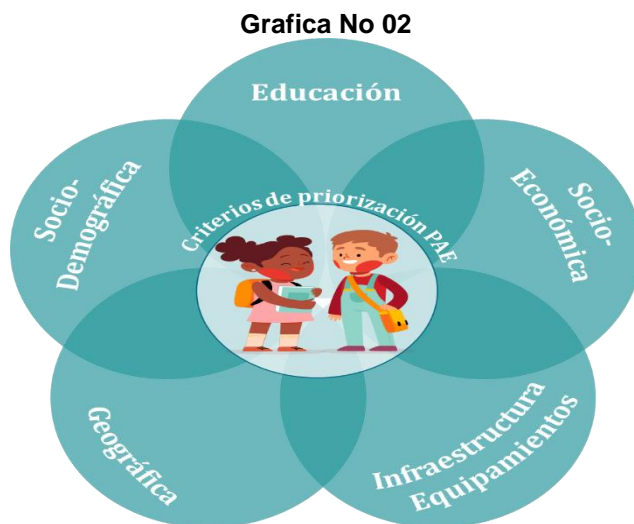 Grafica No 02
Educación
Socio-
Demográfica
Socio-
Económica
Criterios de priorización PAE
Geográfica
Infraestructura
Equipamientos